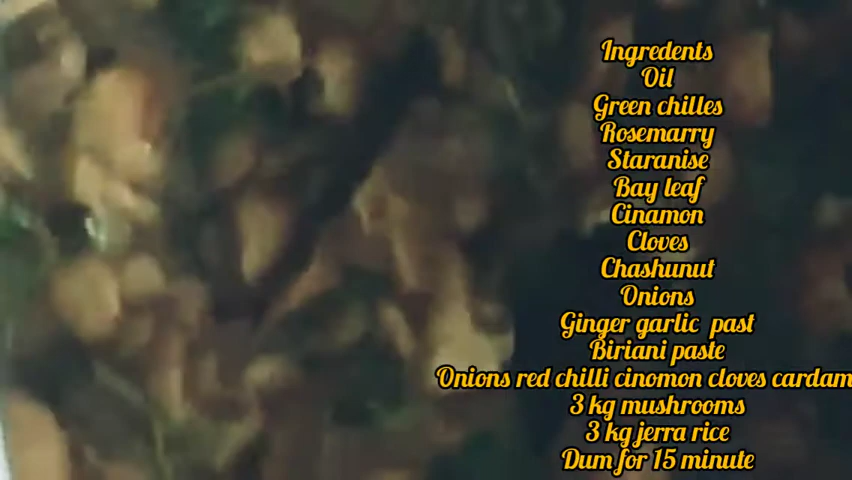 Ingredents
Oil
Green chilles
Rosemarry
Staranise
Bay leaf
Cinamon
Cloves
Chashunut
Onions
Ginger garlic past
Biriani paste
Onions red chilli cinomon cloves cardam
3 kg mushrooms
3 kg jerra rice
Dum for 15 minute